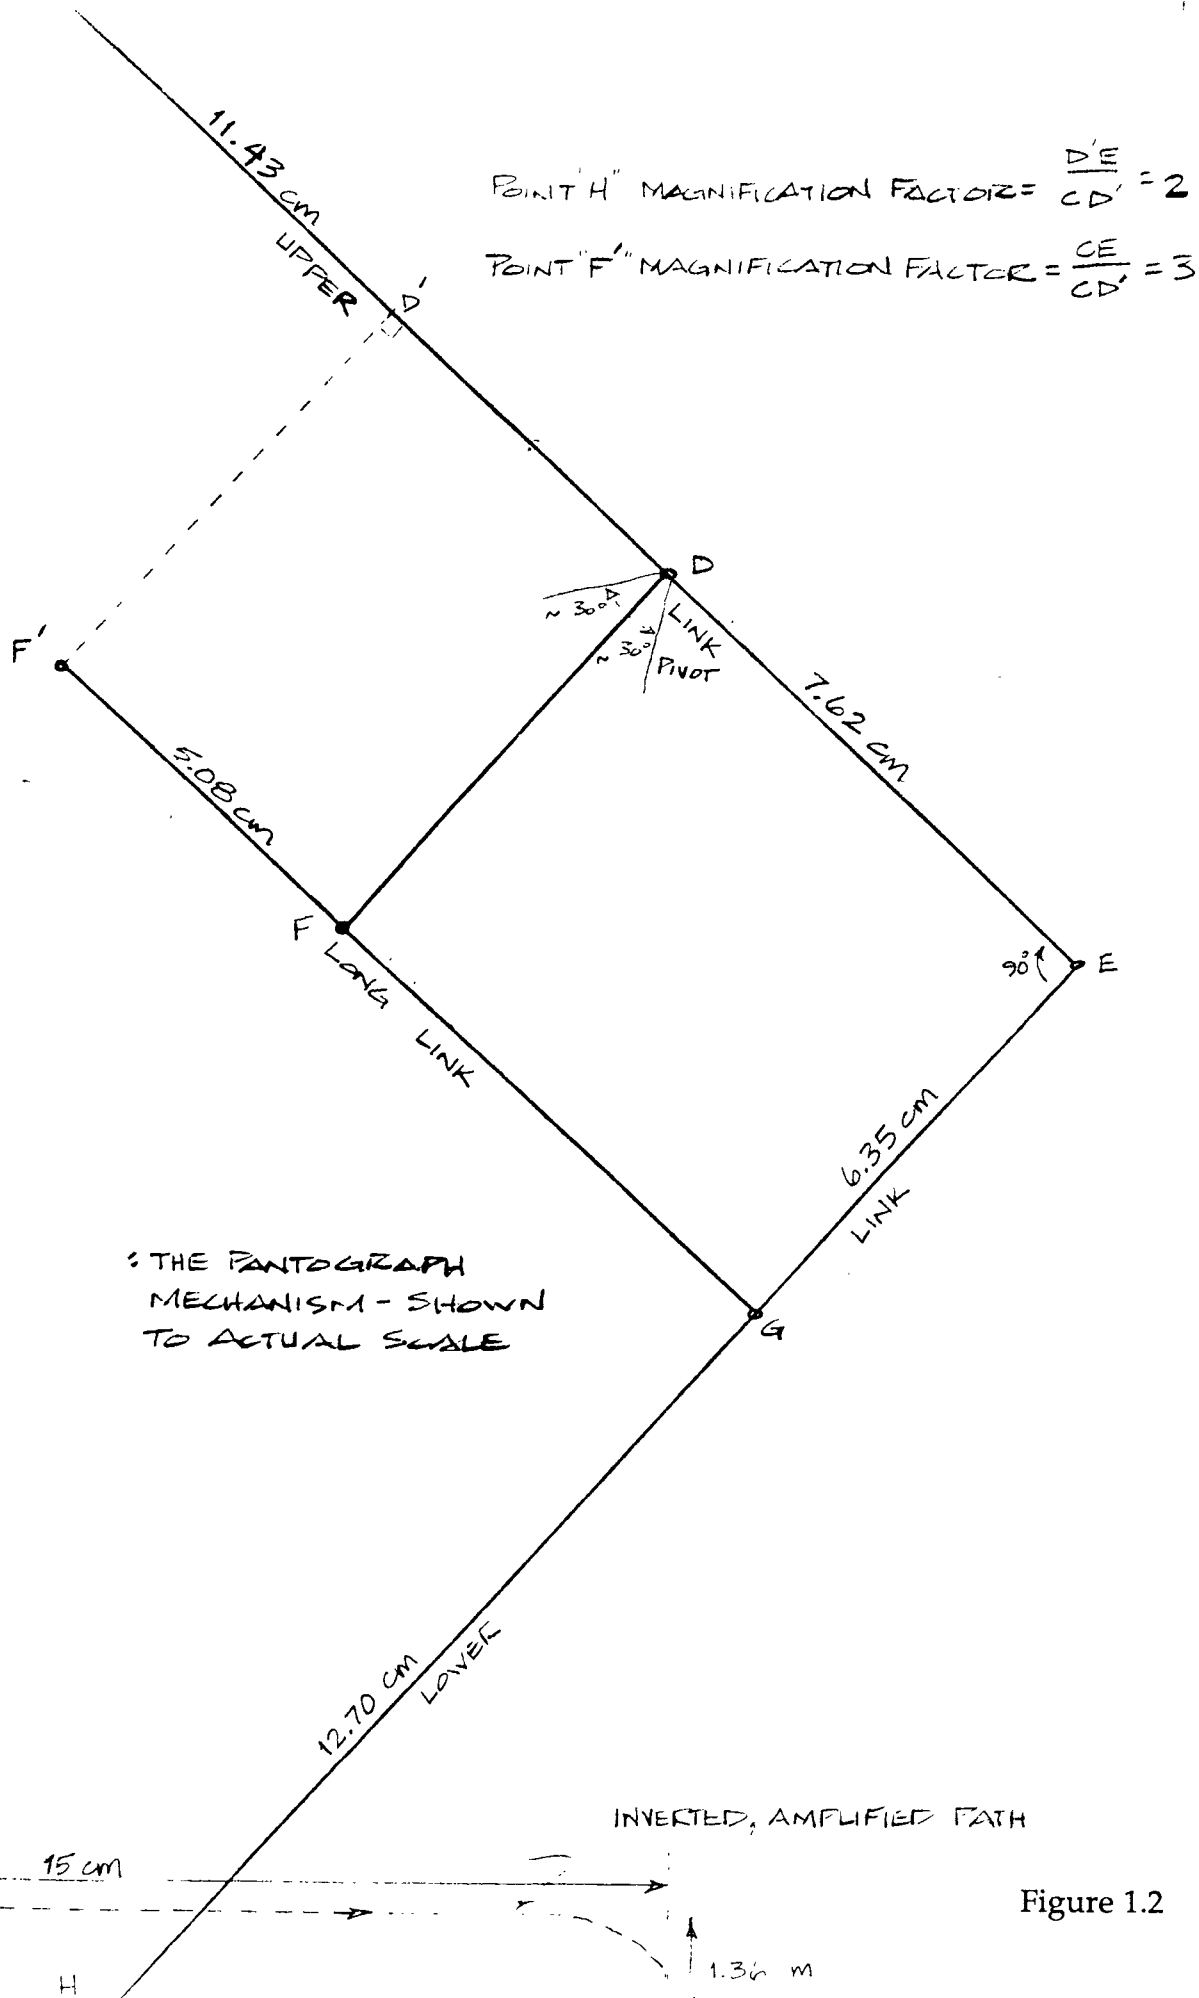 11.43 cm
UPPER
POINT "H" MAGNIFICATION FACTOR = D'E / CD' = 2
POINT "F'" MAGNIFICATION FACTOR = CE / CD' = 3
D'
D
~ 30°
~ 30°
LINK
PIVOT
F'
7.62 cm
5.08 cm
F
LONG LINK
90°
E
6.35 cm
LINK
: THE PANTOGRAPH
MECHANISM - SHOWN
TO ACTUAL SCALE
G
12.70 cm
LOWER
INVERTED, AMPLIFIED PATH
15 cm
Figure 1.2
H